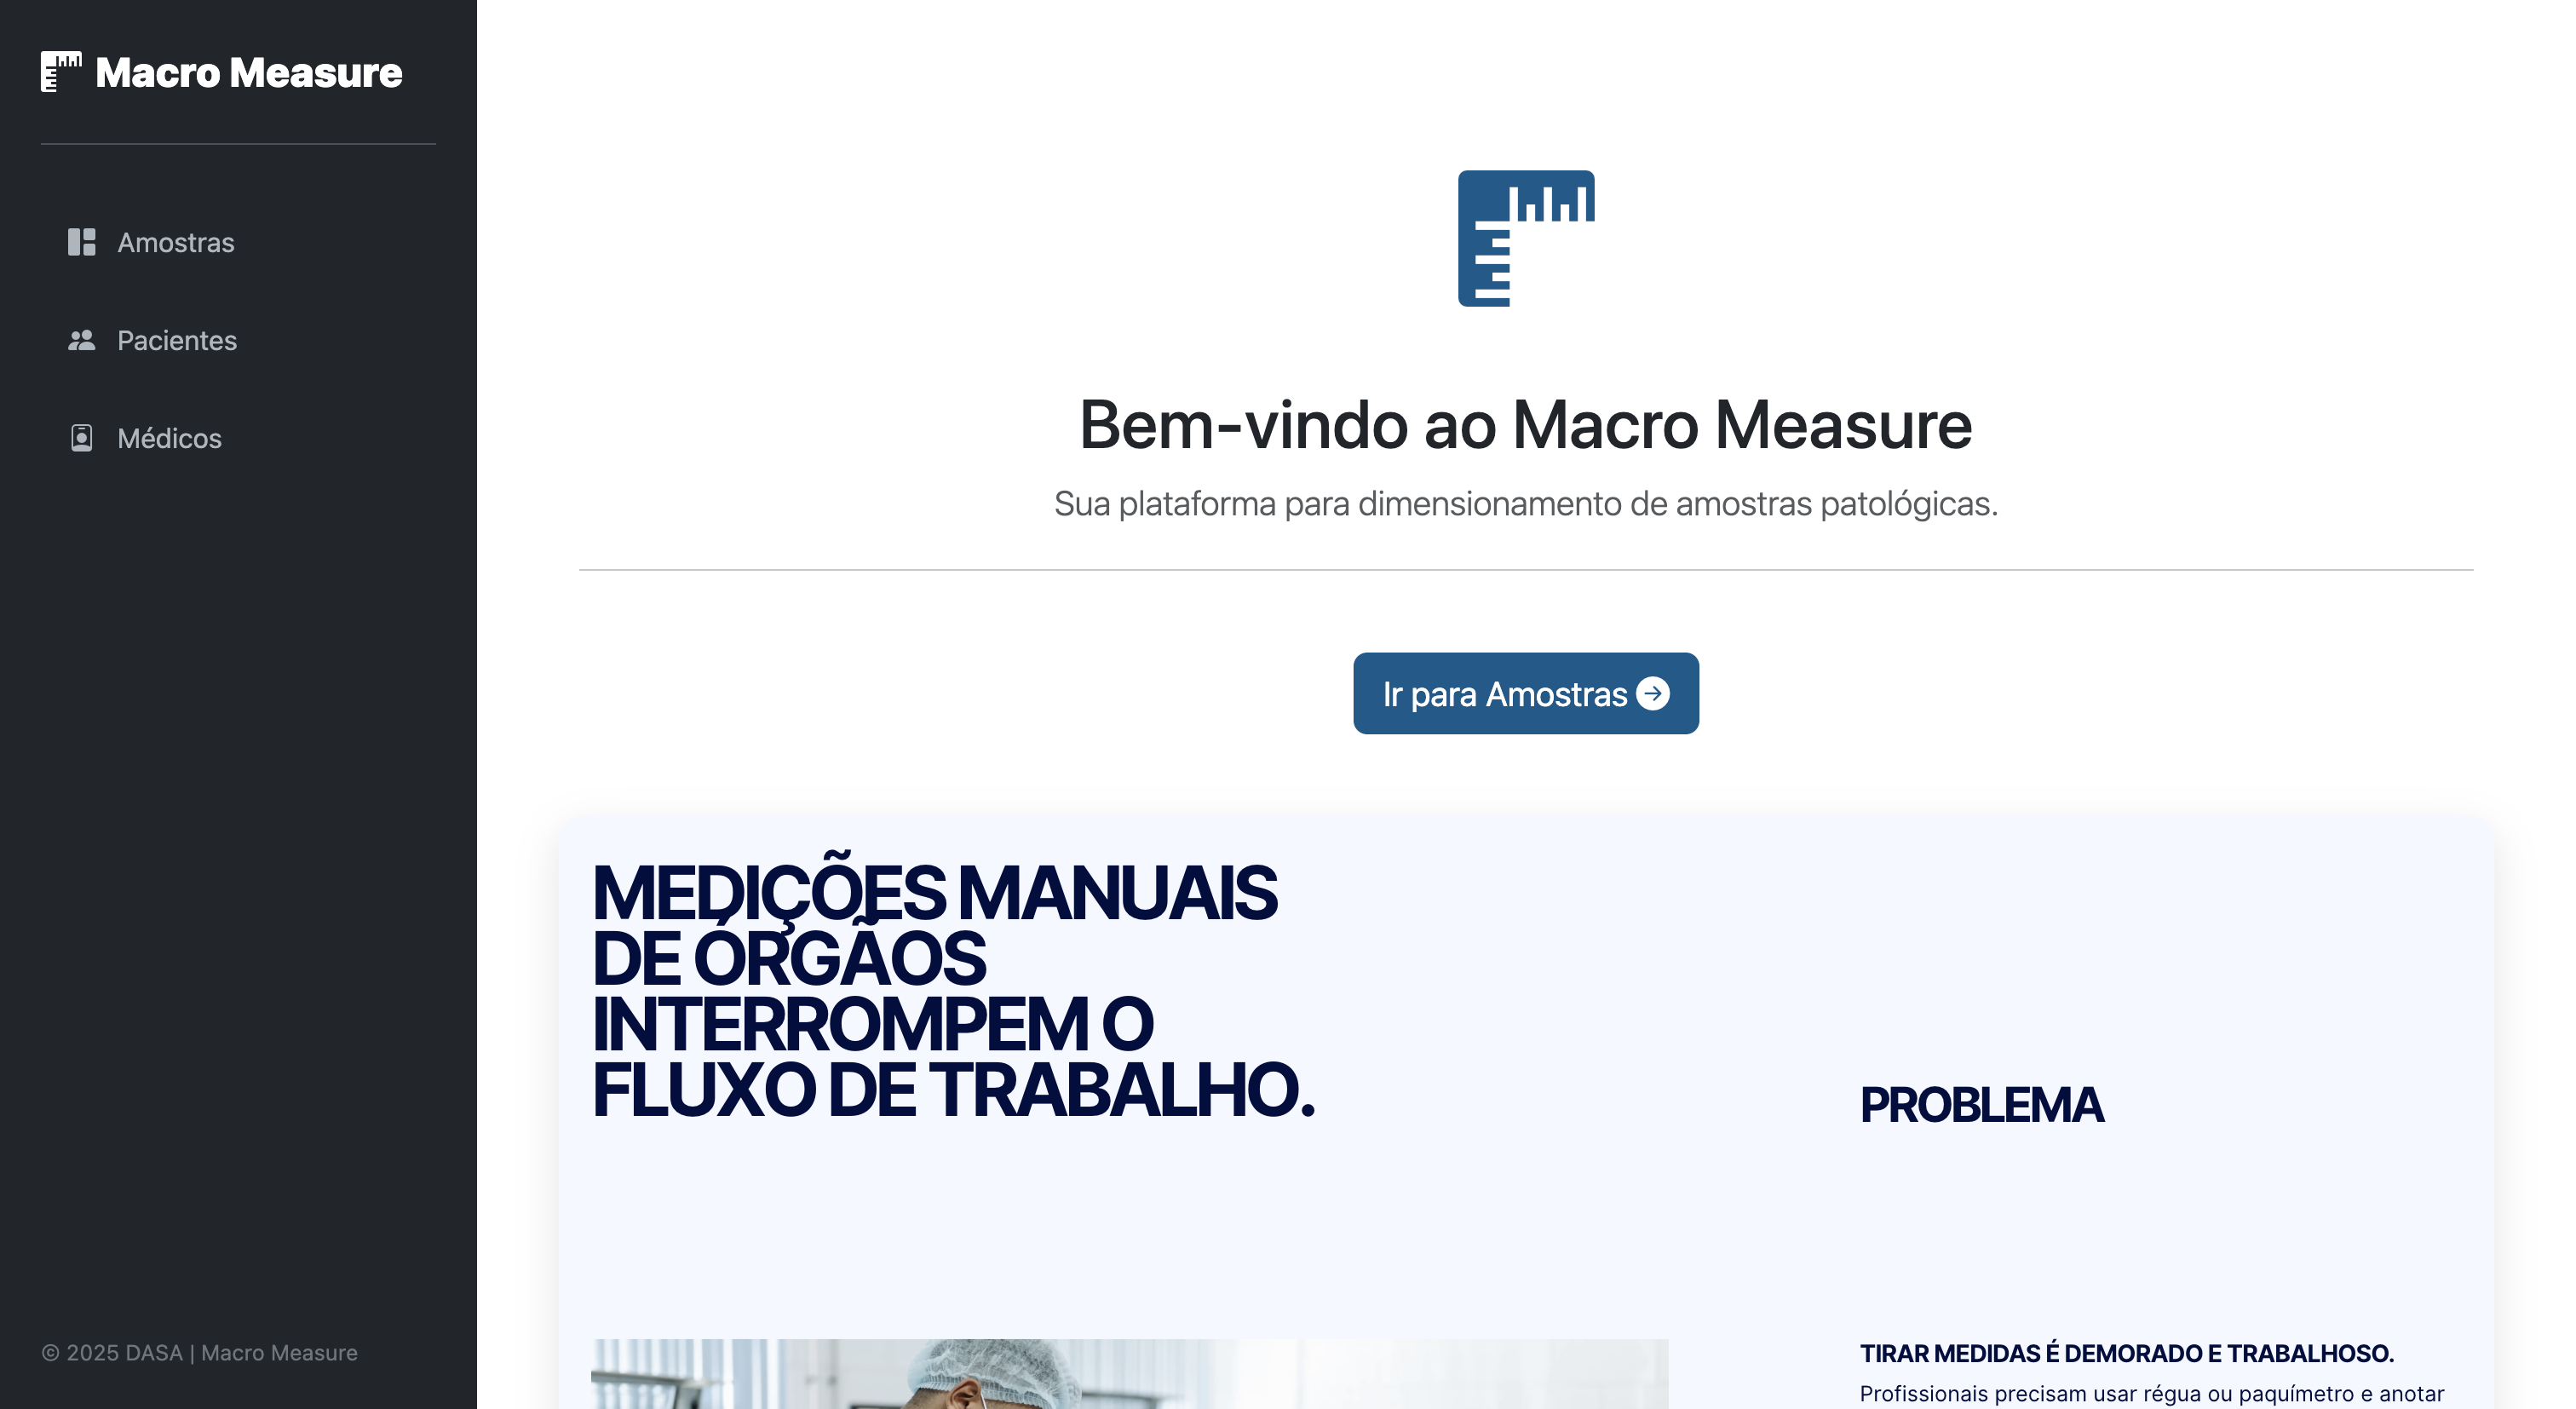 Macro Measure
Amostras
Pacientes
Médicos
© 2025 DASA | Macro Measure
Bem-vindo ao Macro Measure
Sua plataforma para dimensionamento de amostras patológicas.
Ir para Amostras
MEDIÇÕES MANUAIS
DE ÓRGÃOS
INTERROMPEM O
FLUXO DE TRABALHO.
PROBLEMA
TIRAR MEDIDAS É DEMORADO E TRABALHOSO.
Profissionais precisam usar régua ou paquímetro e anotar